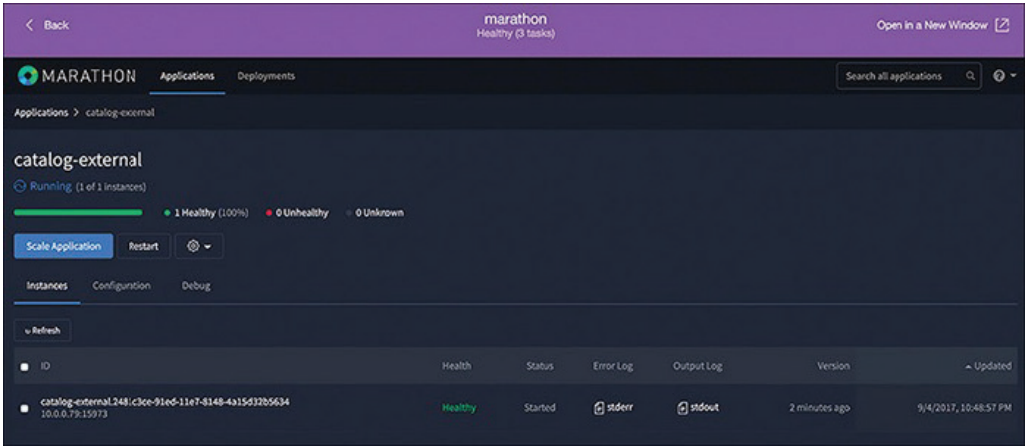 Back
marathon
Healthy (3 tasks)
Open in a New Window
MARATHON Applications Deployments Search all applications
Applications > catalog-external
catalog-external
Running (1 of 1 instances)
1 Healthy (100%) 0 Unhealthy 0 Unknown
Scale Application Restart
Instances Configuration Debug
Refresh
ID Health Status Error Log Output Log Version Updated
catalog-external.2481c3ce-91ed-11e7-8148-4a15d32b5634
10.0.0.79:15973
Healthy Started stderr stdout 2 minutes ago 9/4/2017, 10:48:57 PM